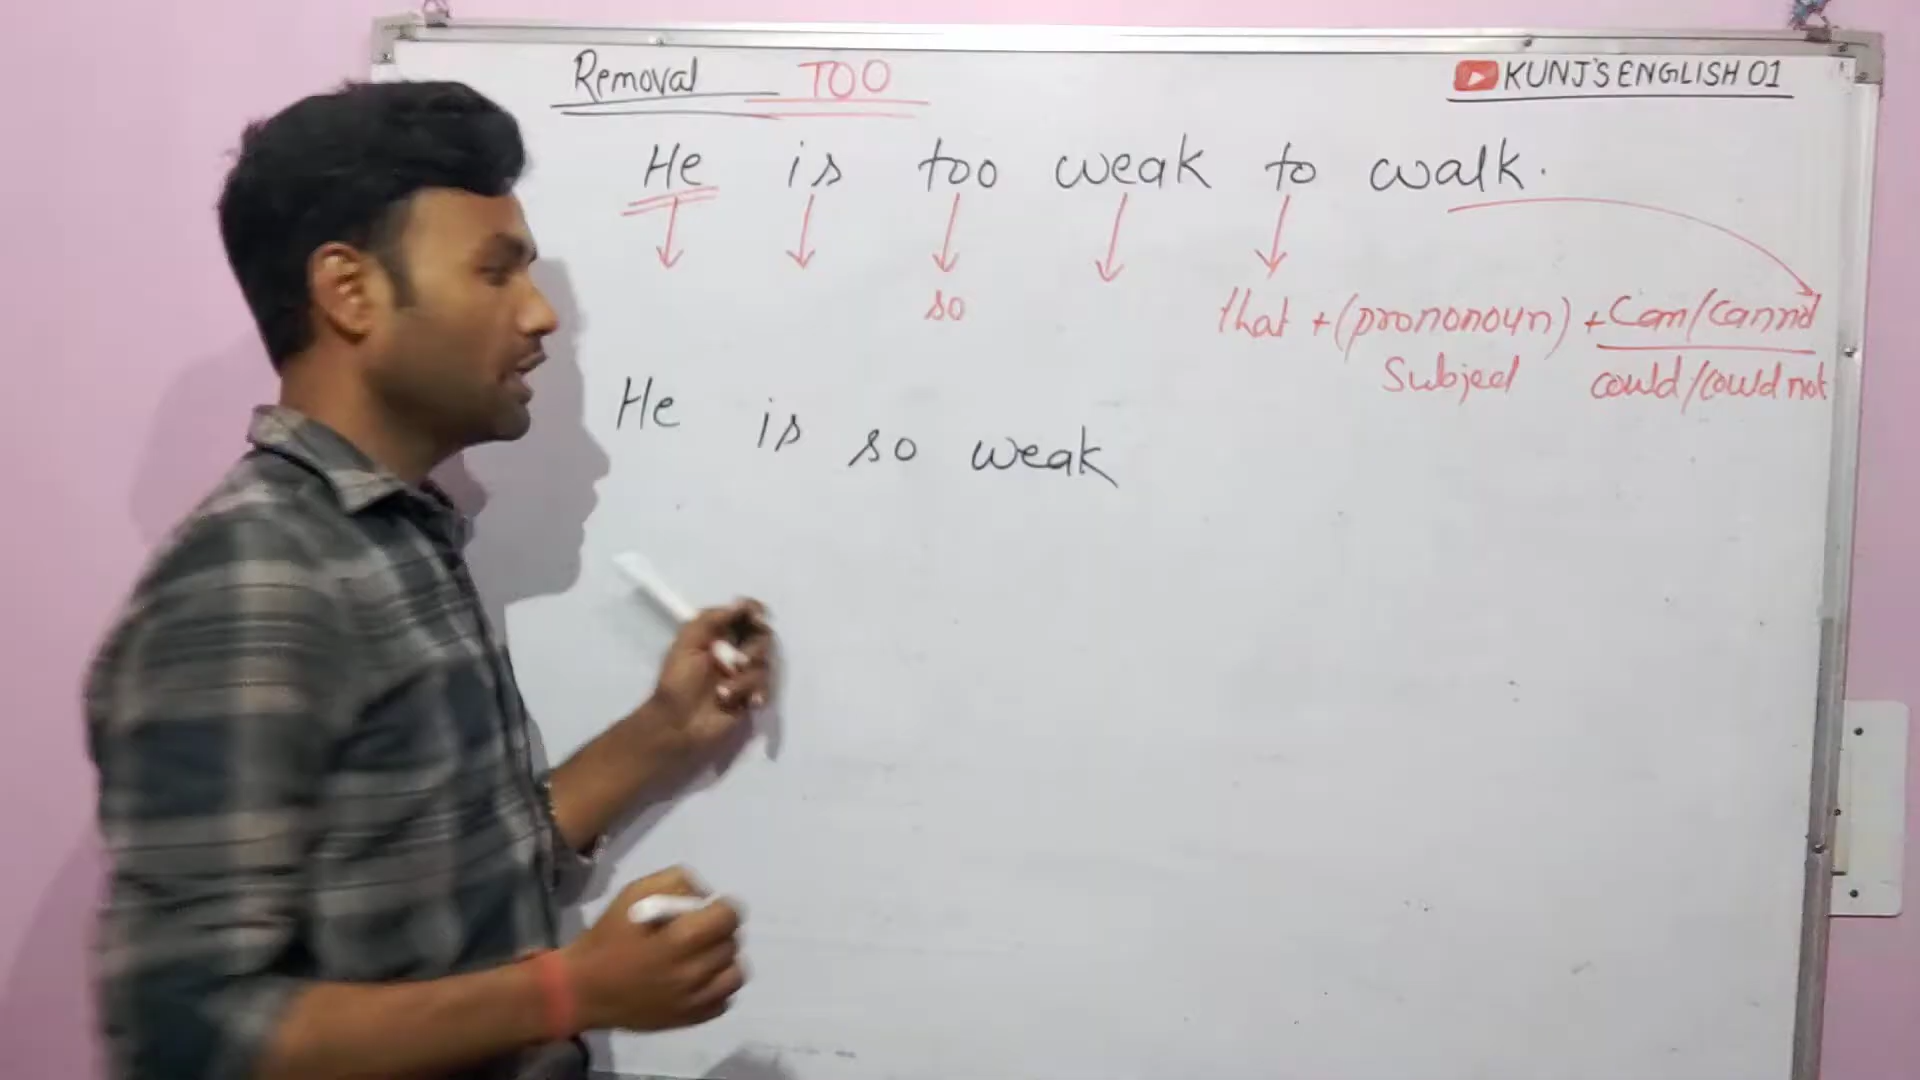 Removal TOO
KUNJ'S ENGLISH 01
He is too weak to walk.
so that + (prononoun) + Can/cannot
Subject could/could not
He is so weak